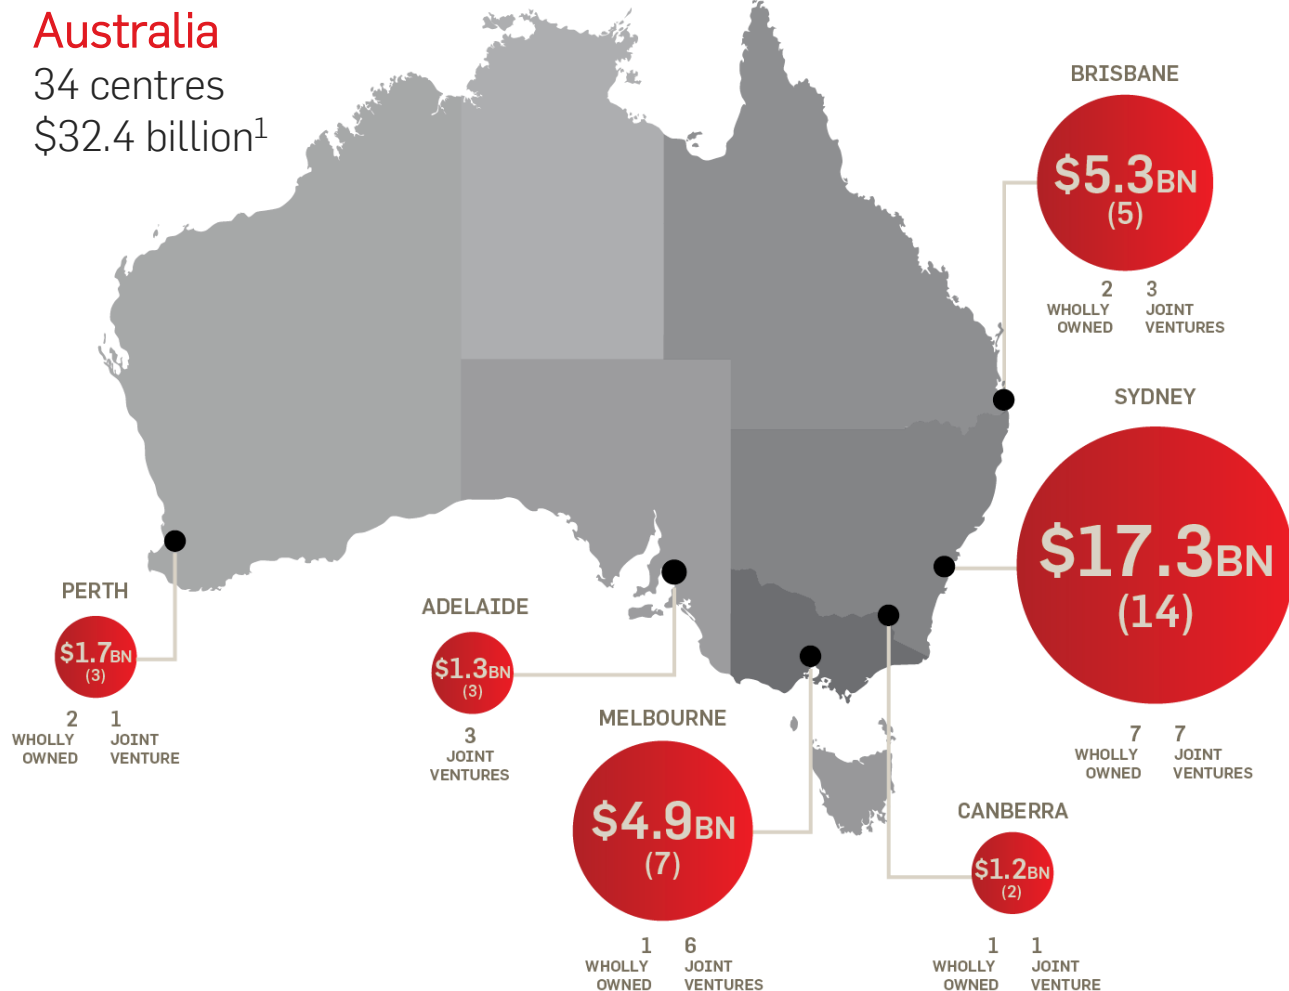 Australia
34 centres
$32.4 billion1
BRISBANE
$5.3BN
(5)
2 3
WHOLLY JOINT
OWNED VENTURES
SYDNEY
$17.3BN
(14)
7 7
WHOLLY JOINT
OWNED VENTURES
PERTH
$1.7BN
(3)
2 1
WHOLLY JOINT
OWNED VENTURE
ADELAIDE
$1.3BN
(3)
3
JOINT
VENTURES
MELBOURNE
$4.9BN
(7)
1 6
WHOLLY JOINT
OWNED VENTURES
CANBERRA
$1.2BN
(2)
1 1
WHOLLY JOINT
OWNED VENTURE